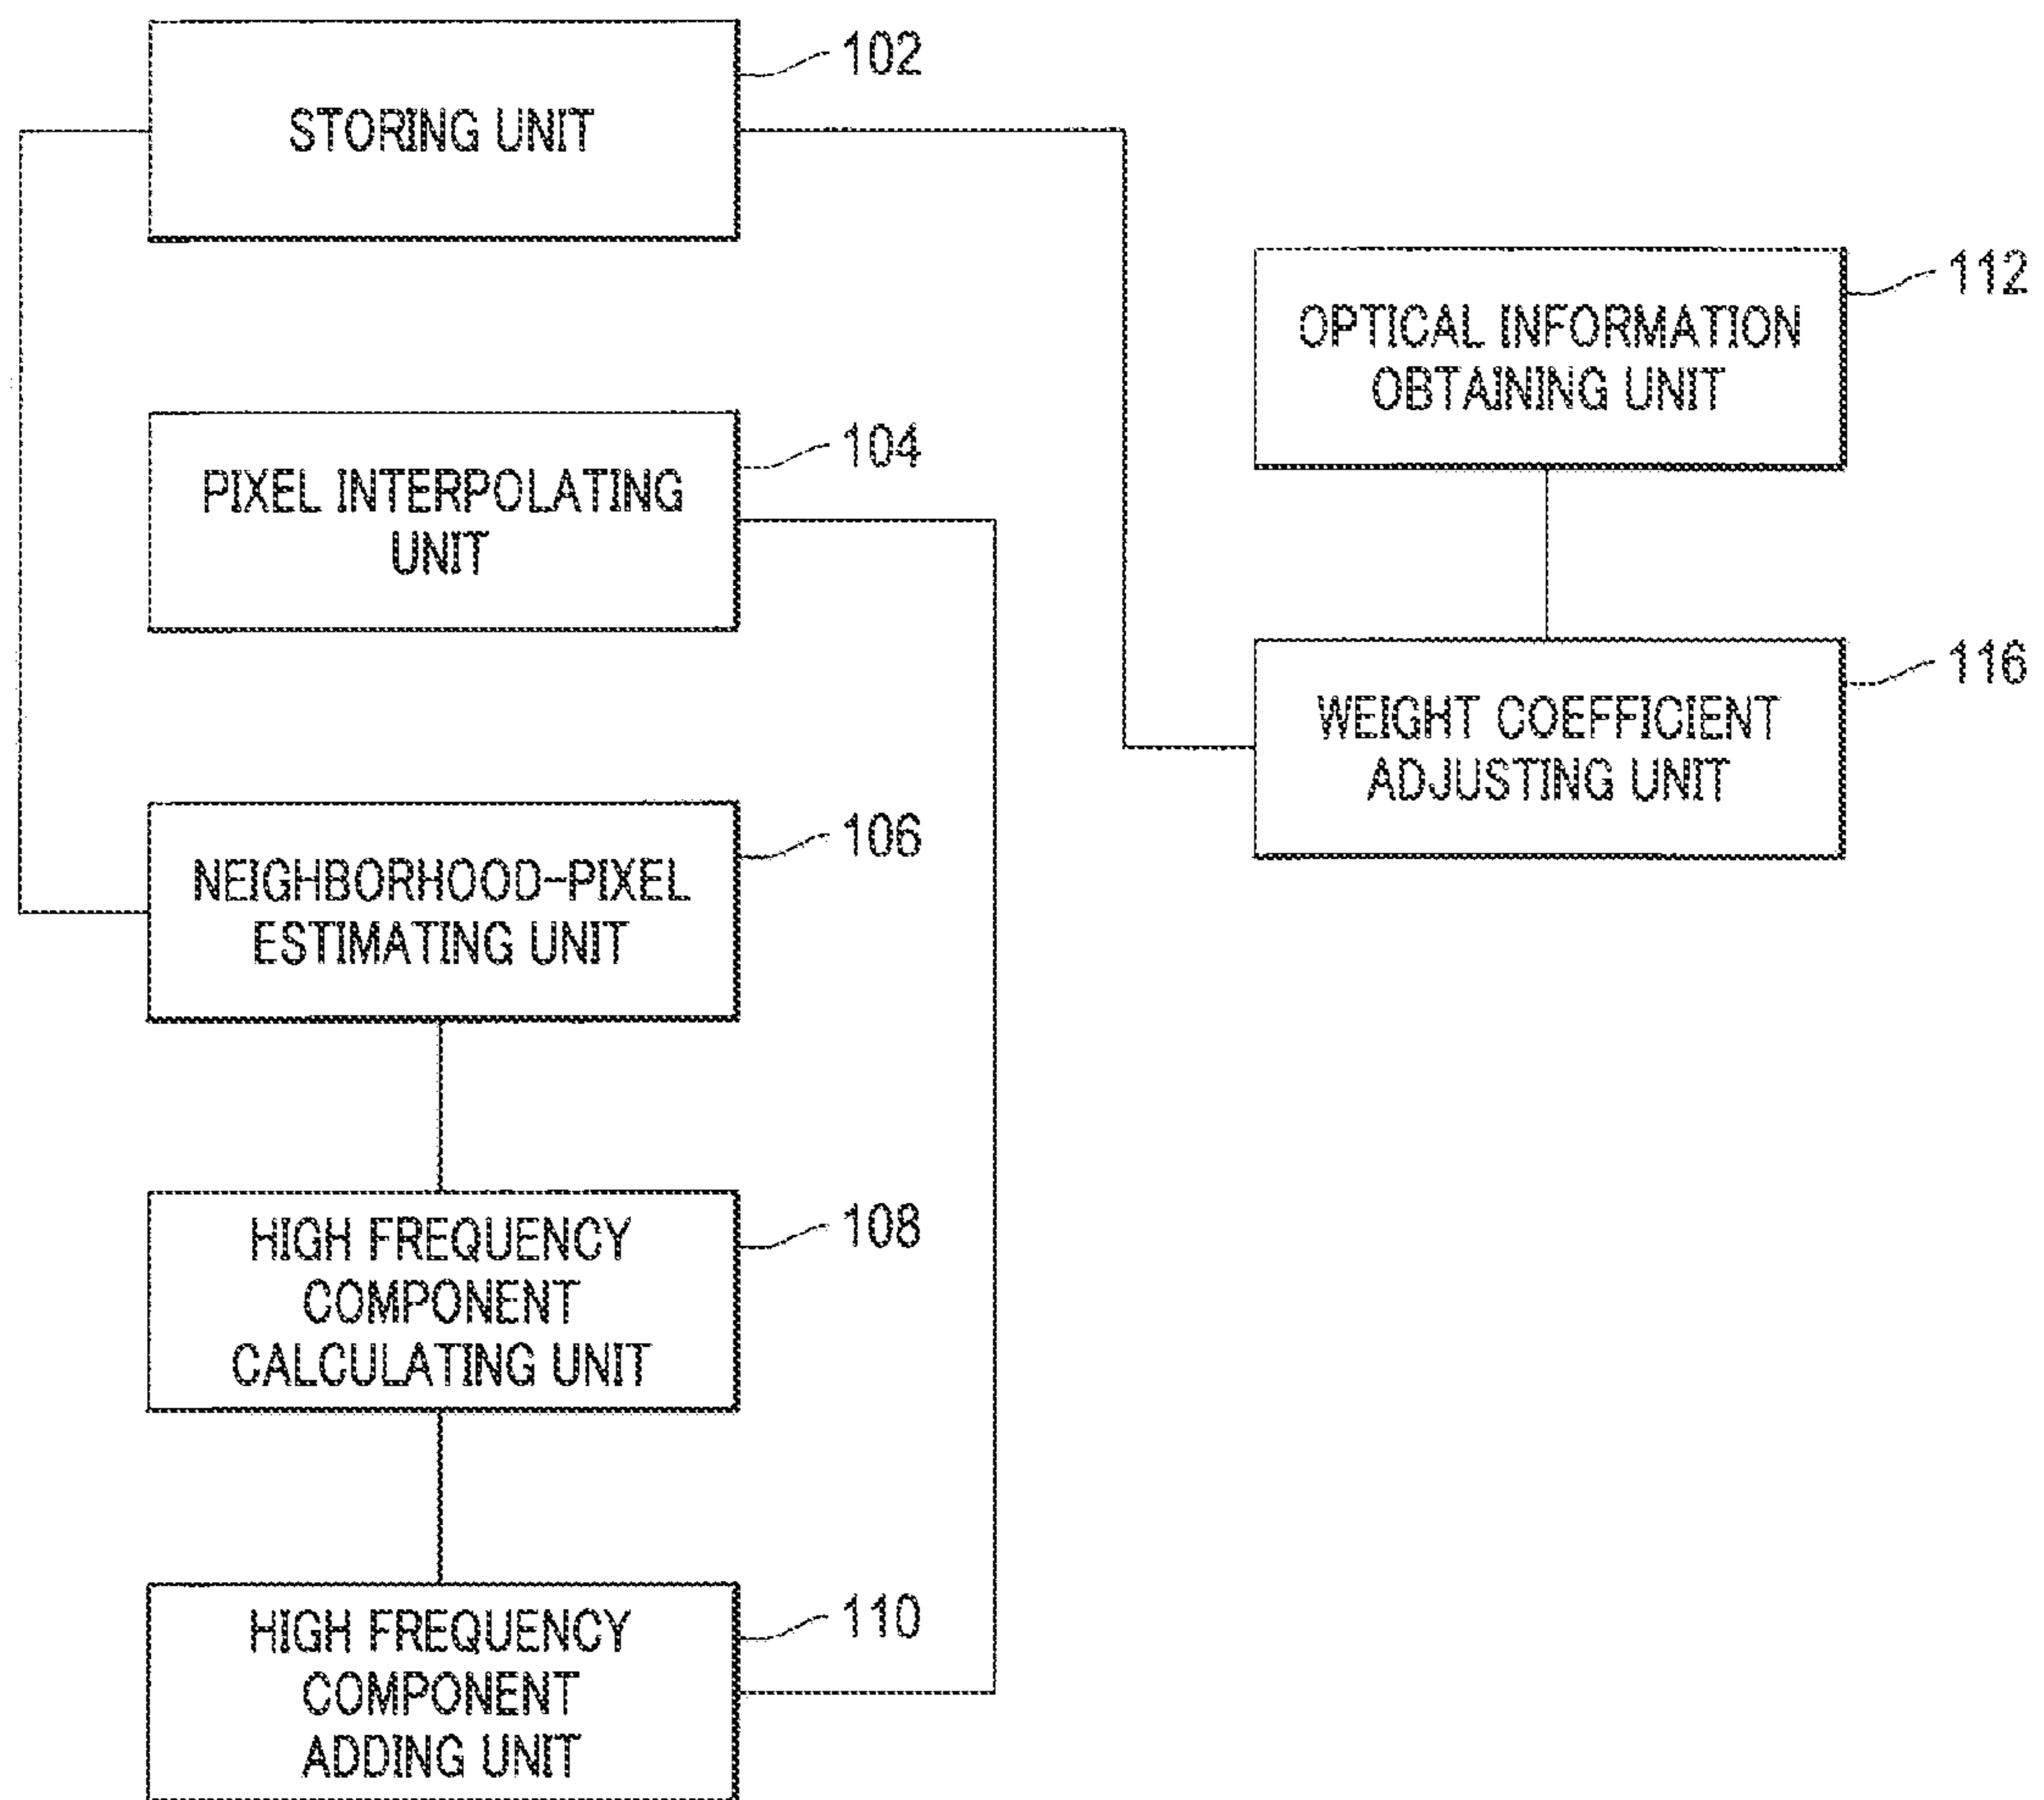 102
STORING UNIT
112
OPTICAL INFORMATION
OBTAINING UNIT
104
PIXEL INTERPOLATING
UNIT
116
WEIGHT COEFFICIENT
ADJUSTING UNIT
106
NEIGHBORHOOD-PIXEL
ESTIMATING UNIT
108
HIGH FREQUENCY
COMPONENT
CALCULATING UNIT
110
HIGH FREQUENCY
COMPONENT
ADDING UNIT